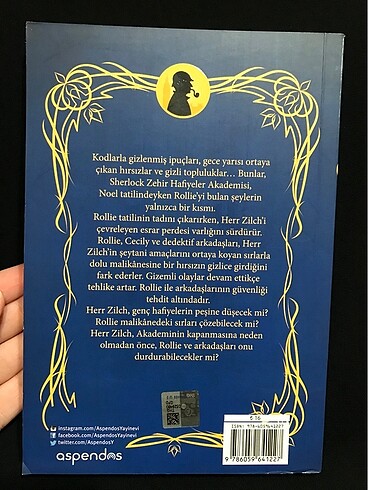 Kodlarla gizlenmiş ipuçları, gece yarısı ortaya
çıkan hırsızlar ve gizli topluluklar... Bunlar,
Sherlock Zehir Hafiyeler Akademisi,
Noel tatilindeyken Rollie'yi bulan şeylerin
yalnızca bir kısmı.
Rollie tatilinin tadını çıkarırken, Herr Zilch'i
çevreleyen esrar perdesi varlığını sürdürür.
Rollie, Cecily ve dedektif arkadaşları, Herr
Zilch'in şeytani amaçlarını ortaya koyan sırlarla
dolu malikânesine bir hırsızın gizlice girdiğini
fark ederler. Gizemli olaylar devam ettikçe
tehlike artar. Rollie ile arkadaşlarının güvenliği
tehdit altındadır.
Herr Zilch, genç hafiyelerin peşine düşecek mi?
Rollie malikânedeki sırları çözebilecek mi?
Herr Zilch, Akademinin kapanmasına neden
olmadan önce, Rollie ve arkadaşları onu
durdurabilecekler mi?
instagram.com/AspendosYayinevi
facebook.com/AspendosYayinevi
twitter.com/AspendosY
aspendos
₺ 16
ISBN: 978-6059641227
9 786059 641227